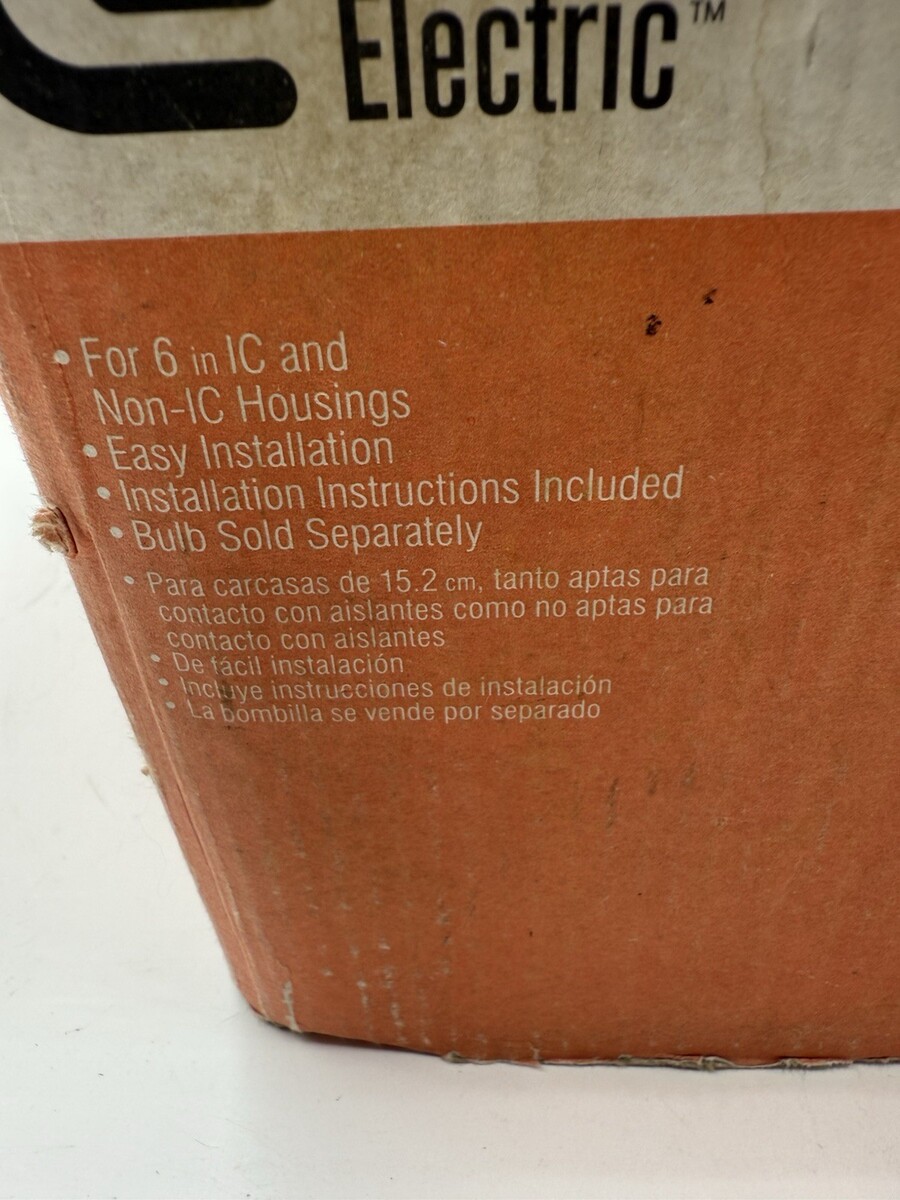 Electric™
• For 6 in IC and
Non-IC Housings
• Easy Installation
• Installation Instructions Included
• Bulb Sold Separately
• Para carcasas de 15.2 cm, tanto aptas para
contacto con aislantes como no aptas para
contacto con aislantes
• De fácil instalación
• Incluye instrucciones de instalación
• La bombilla se vende por separado